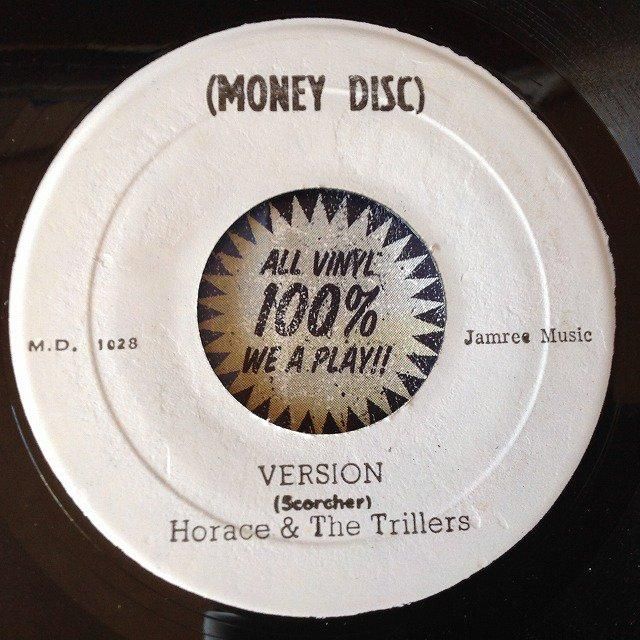 (MONEY DISC)
ALL VINYL
100%
WE A PLAY!!
M.D. 1028
Jamree Music
VERSION
(Scorcher)
Horace & The Trillers